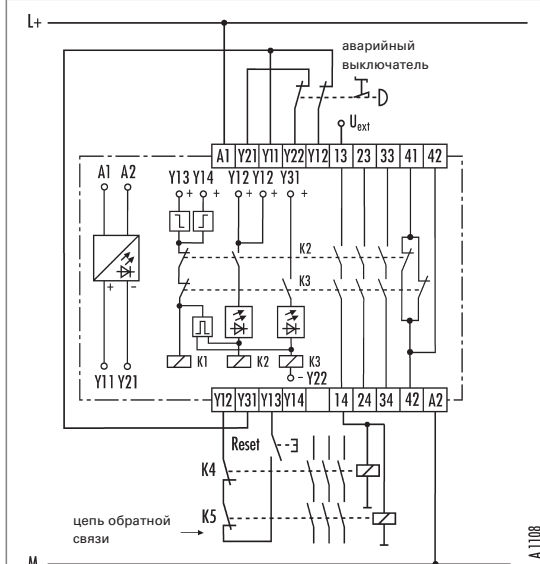 L+
аварийный
выключатель
U ext
A1 Y21 Y11 Y22 Y12 13 23 33 41 42
A1 A2 Y13 Y14 Y12 Y12 Y31
+ + + + +
K2
K3
+ −
K1 K2 K3
− Y22
Y11 Y21
Y12 Y31 Y13 Y14 14 24 34 42 A2
Reset
K4
K5
цепь обратной
связи
A 1108
M